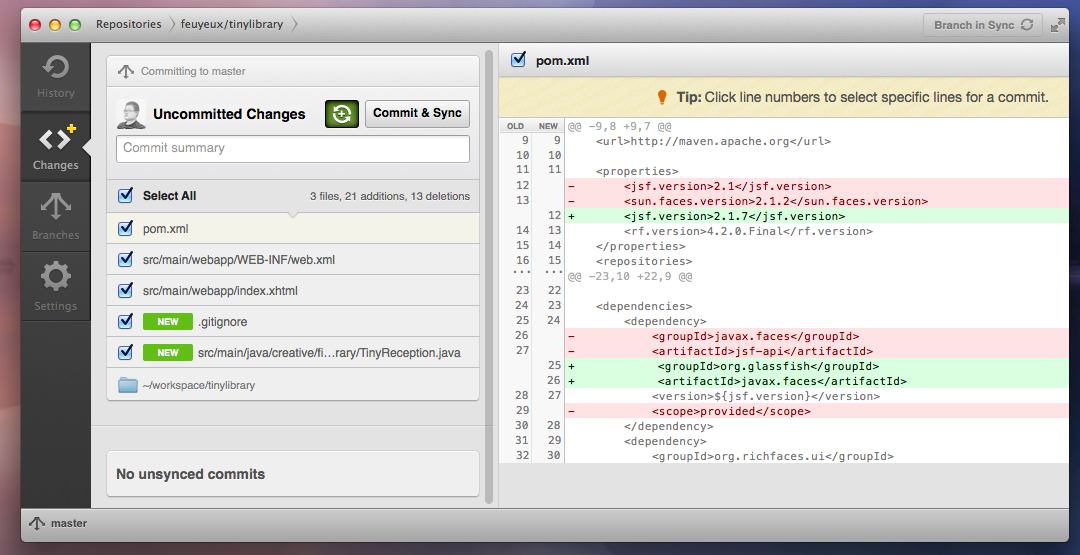 Repositories feuyeux/tinylibrary Branch in Sync
History
Changes
Branches
Settings
Committing to master
Uncommitted Changes Commit & Sync
Commit summary
Select All 3 files, 21 additions, 13 deletions
pom.xml
src/main/webapp/WEB-INF/web.xml
src/main/webapp/index.xhtml
NEW .gitignore
NEW src/main/java/creative/fi...rary/TinyReception.java
~/workspace/tinylibrary
No unsynced commits
pom.xml
Tip: Click line numbers to select specific lines for a commit.
OLD NEW @@ -9,8 +9,7 @@
9 9 <url>http://maven.apache.org</url>
10 10
11 11 <properties>
12 - <jsf.version>2.1</jsf.version>
13 - <sun.faces.version>2.1.2</sun.faces.version>
12 + <jsf.version>2.1.7</jsf.version>
14 13 <rf.version>4.2.0.Final</rf.version>
15 14 </properties>
16 15 <repositories>
... ... @@ -23,10 +22,9 @@
23 22
24 23 <dependencies>
25 24 <dependency>
26 - <groupId>javax.faces</groupId>
27 - <artifactId>jsf-api</artifactId>
25 + <groupId>org.glassfish</groupId>
26 + <artifactId>javax.faces</artifactId>
28 27 <version>${jsf.version}</version>
29 - <scope>provided</scope>
30 28 </dependency>
31 29 <dependency>
32 30 <groupId>org.richfaces.ui</groupId>
master